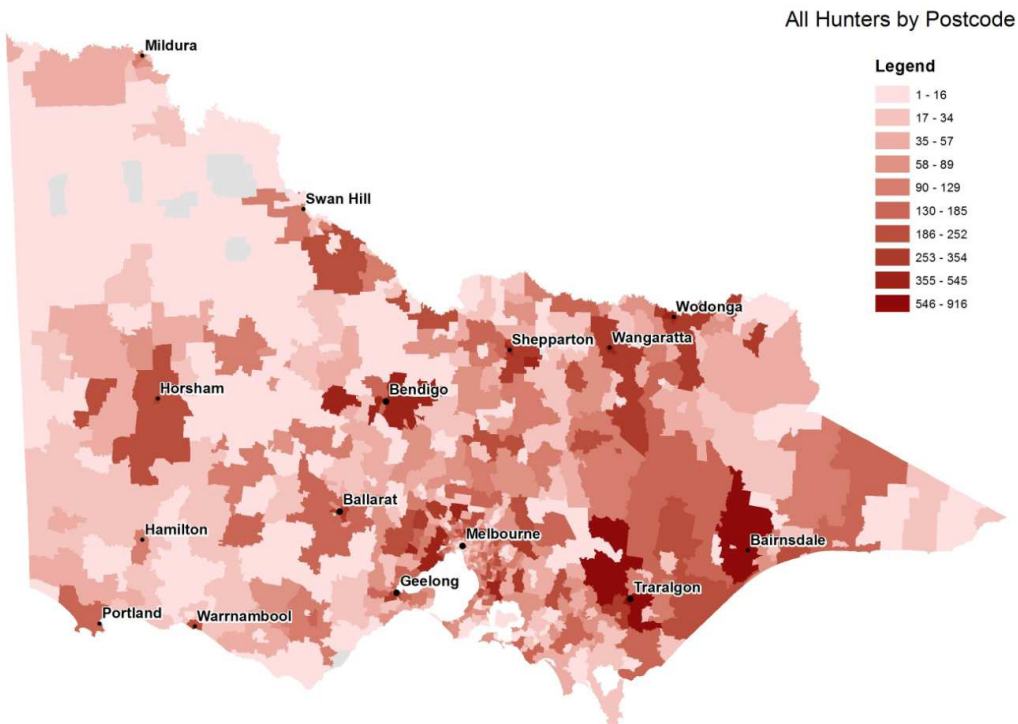 All Hunters by Postcode
Legend
1 - 16
17 - 34
35 - 57
58 - 89
90 - 129
130 - 185
186 - 252
253 - 354
355 - 545
546 - 916
Mildura
Swan Hill
Wodonga
Shepparton
Wangaratta
Horsham
Bendigo
Ballarat
Hamilton
Melbourne
Bairnsdale
Geelong
Traralgon
Portland
Warrnambool